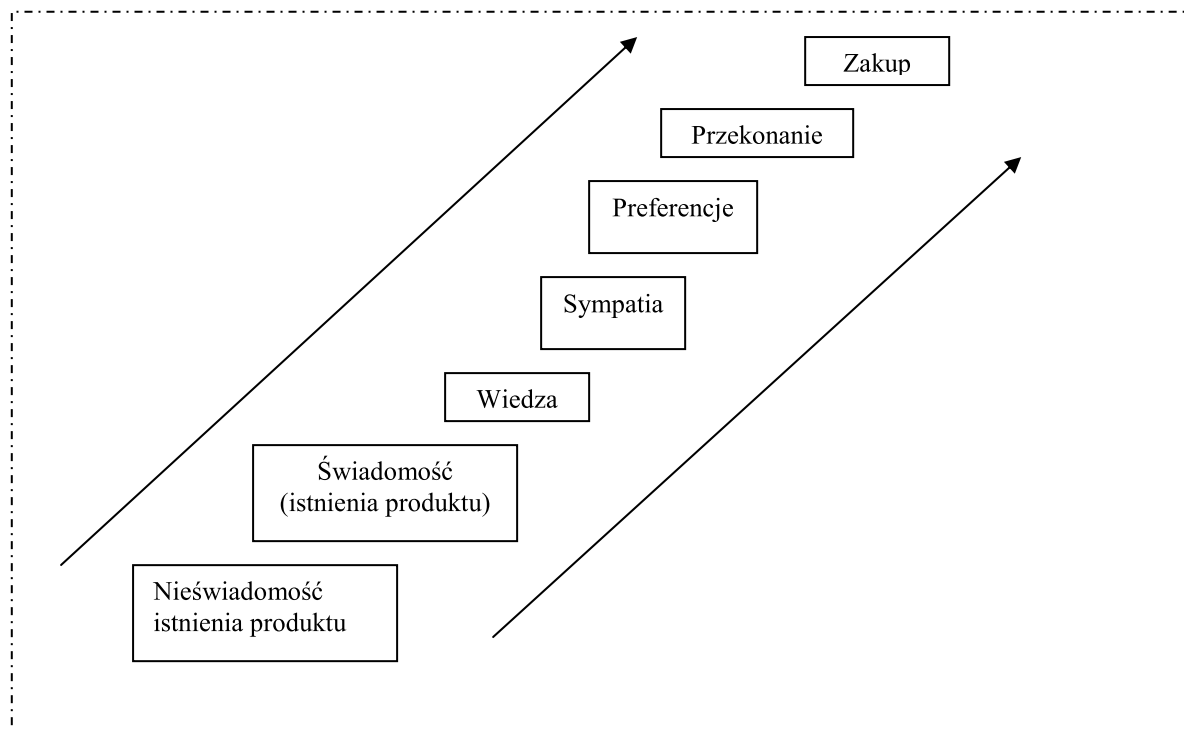 Zakup
Przekonanie
Preferencje
Sympatia
Wiedza
Świadomość
(istnienia produktu)
Nieświadomość
istnienia produktu